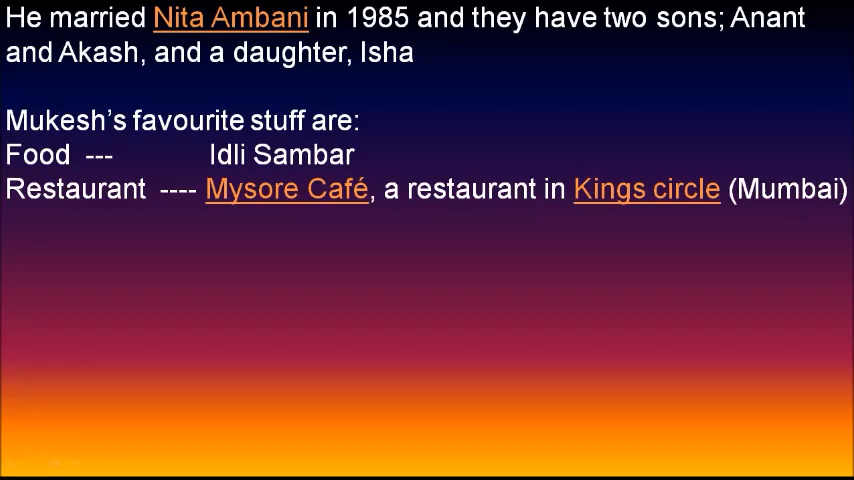 He married Nita Ambani in 1985 and they have two sons; Anant
and Akash, and a daughter, Isha
Mukesh’s favourite stuff are:
Food --- Idli Sambar
Restaurant ---- Mysore Café, a restaurant in Kings circle (Mumbai)